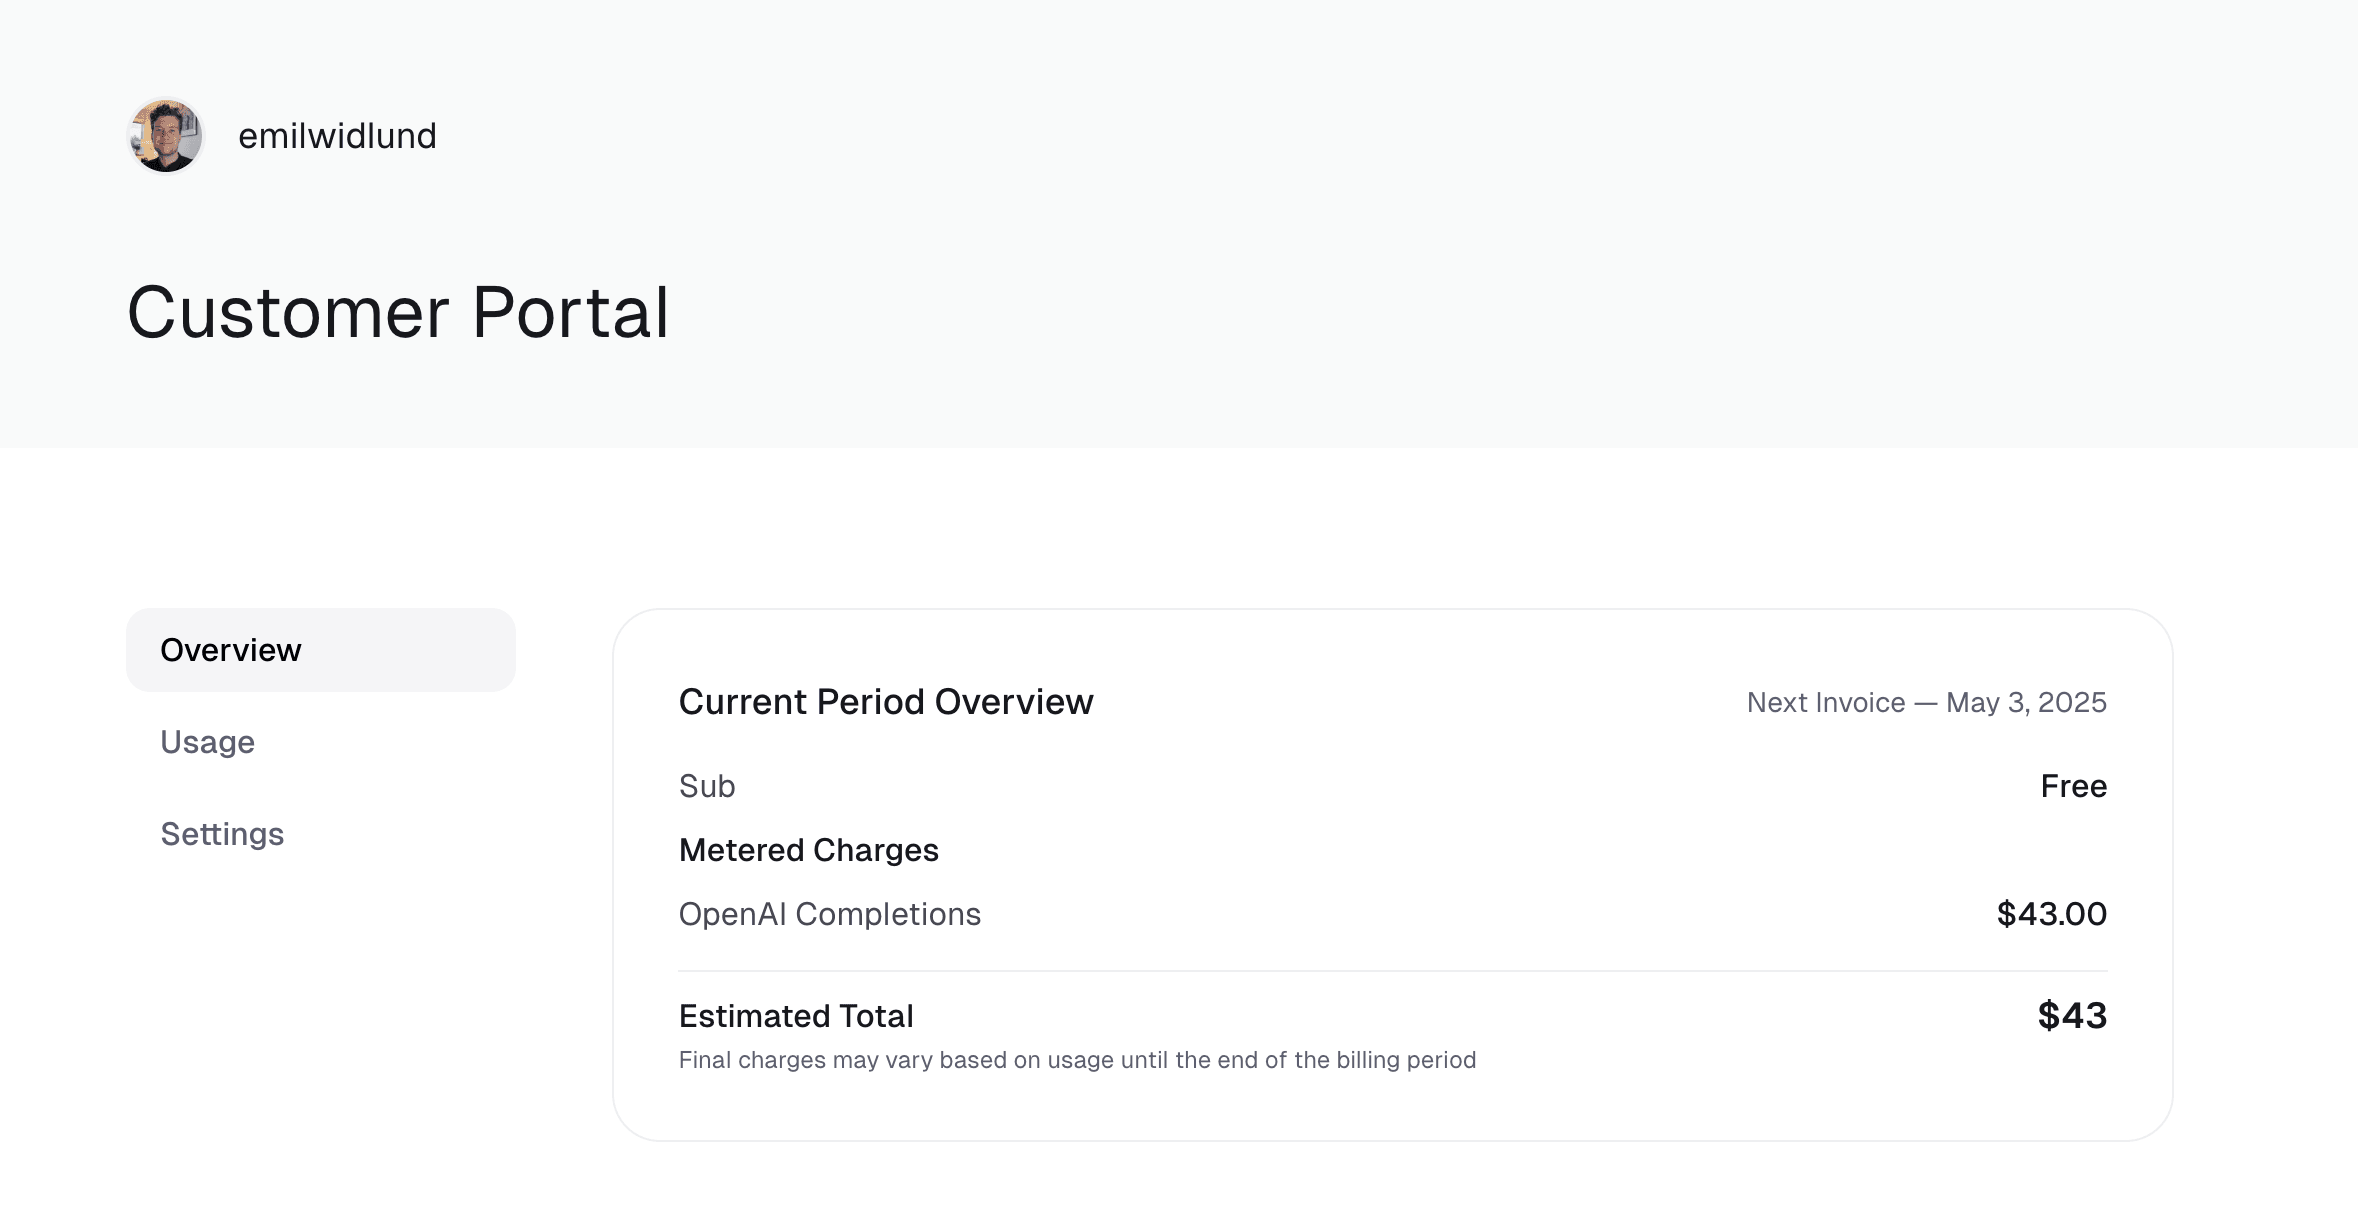 emilwidlund
Customer Portal
Overview
Usage
Settings
Current Period Overview
Next Invoice — May 3, 2025
Sub
Free
Metered Charges
OpenAI Completions
$43.00
Estimated Total
$43
Final charges may vary based on usage until the end of the billing period